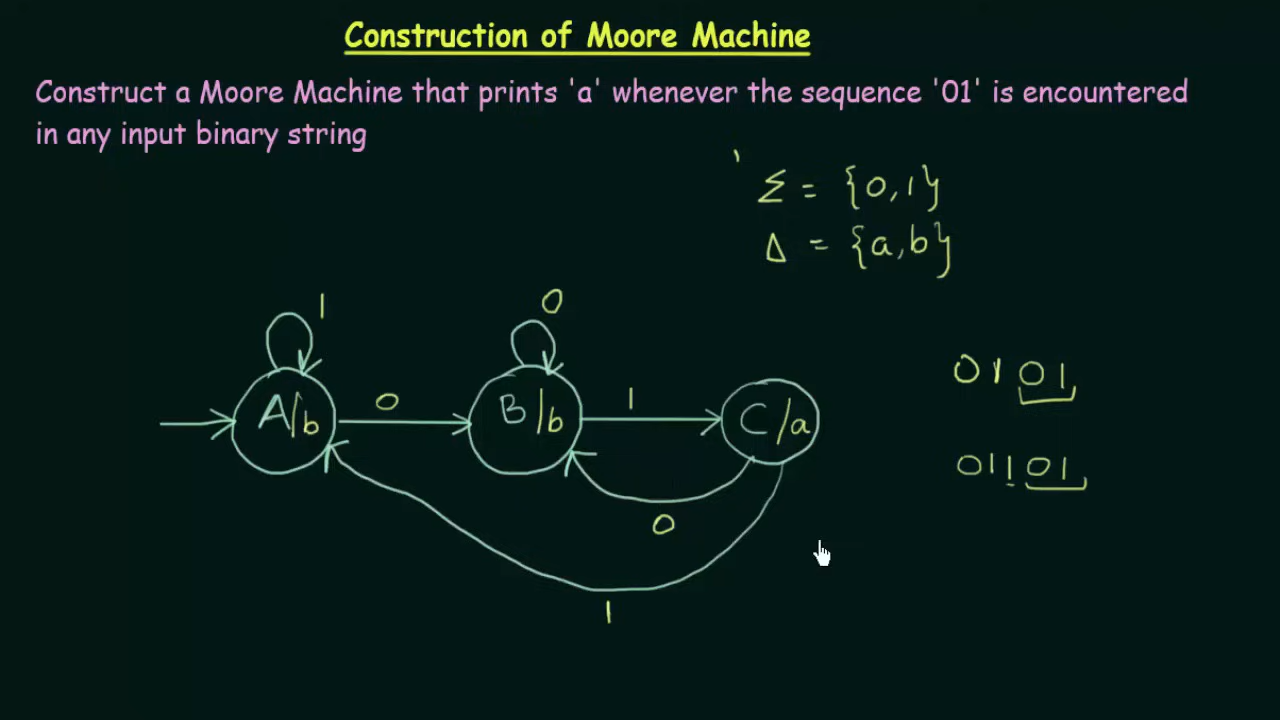 Construction of Moore Machine
Construct a Moore Machine that prints 'a' whenever the sequence '01' is encountered
in any input binary string
Σ = {0,1}
Δ = {a,b}
1
0
A/b
0
B/b
1
C/a
0
1
0101
01101